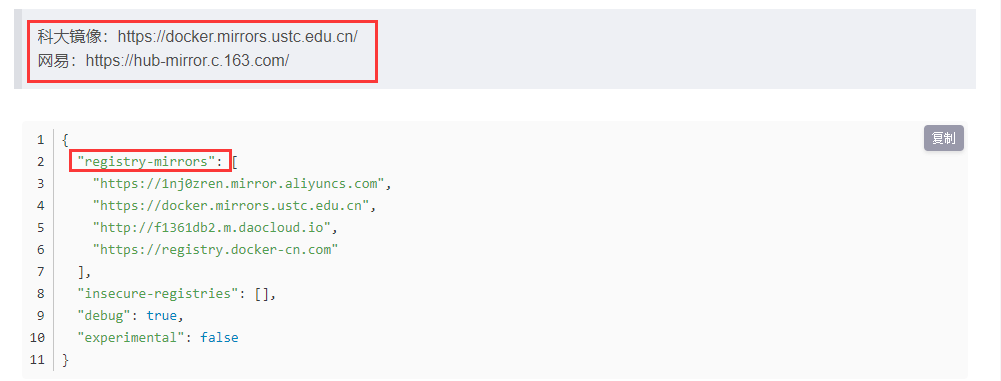 科大镜像：https://docker.mirrors.ustc.edu.cn/
网易：https://hub-mirror.c.163.com/
复制
1 {
2 "registry-mirrors": [
3 "https://1nj0zren.mirror.aliyuncs.com",
4 "https://docker.mirrors.ustc.edu.cn",
5 "http://f1361db2.m.daocloud.io",
6 "https://registry.docker-cn.com"
7 ],
8 "insecure-registries": [],
9 "debug": true,
10 "experimental": false
11 }